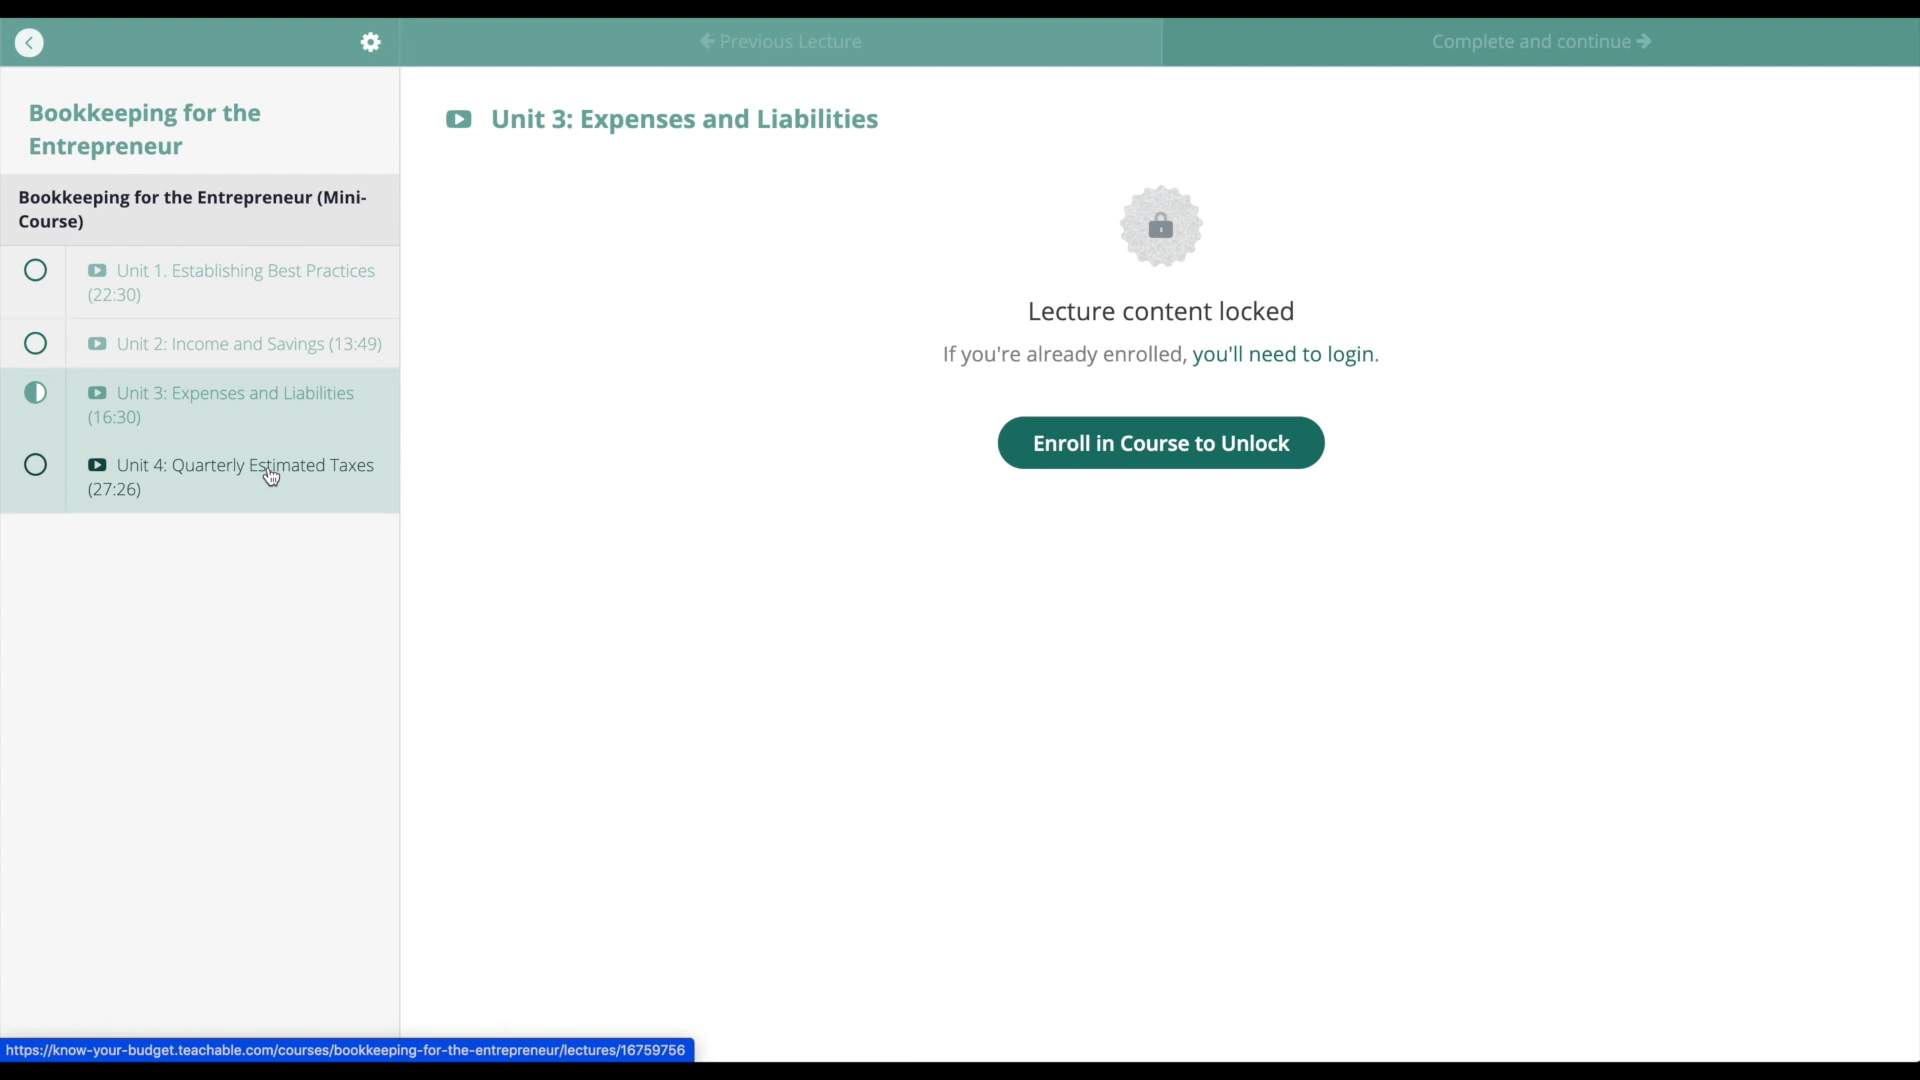 ← Previous Lecture
Complete and continue →
Bookkeeping for the
Entrepreneur
Bookkeeping for the Entrepreneur (Mini-
Course)
Unit 1. Establishing Best Practices
(22:30)
Unit 2: Income and Savings (13:49)
Unit 3: Expenses and Liabilities
(16:30)
Unit 4: Quarterly Estimated Taxes
(27:26)
Unit 3: Expenses and Liabilities
Lecture content locked
If you're already enrolled, you'll need to login.
Enroll in Course to Unlock
https://know-your-budget.teachable.com/courses/bookkeeping-for-the-entrepreneur/lectures/16759756